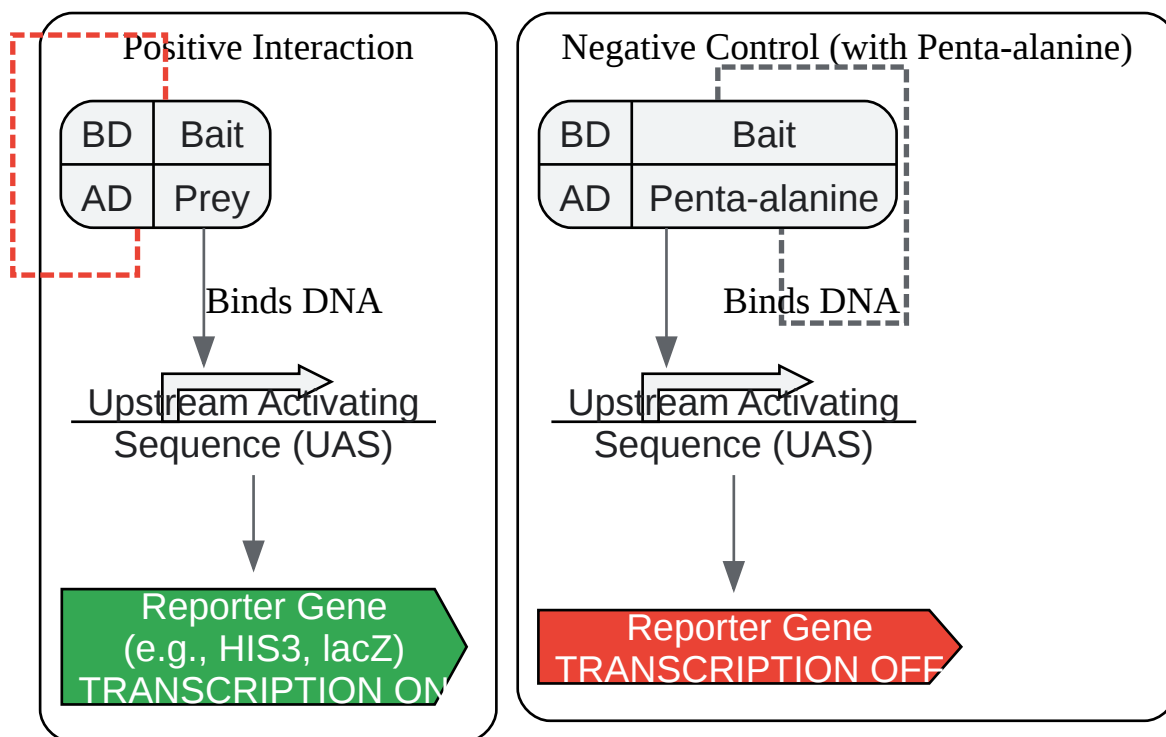 Positive Interaction
BD
Bait
AD
Prey
Binds DNA
Upstream Activating
Sequence (UAS)
Reporter Gene
(e.g., HIS3, lacZ)
TRANSCRIPTION ON
Negative Control (with Penta-alanine)
BD
Bait
AD
Penta-alanine
Binds DNA
Upstream Activating
Sequence (UAS)
Reporter Gene
TRANSCRIPTION OFF